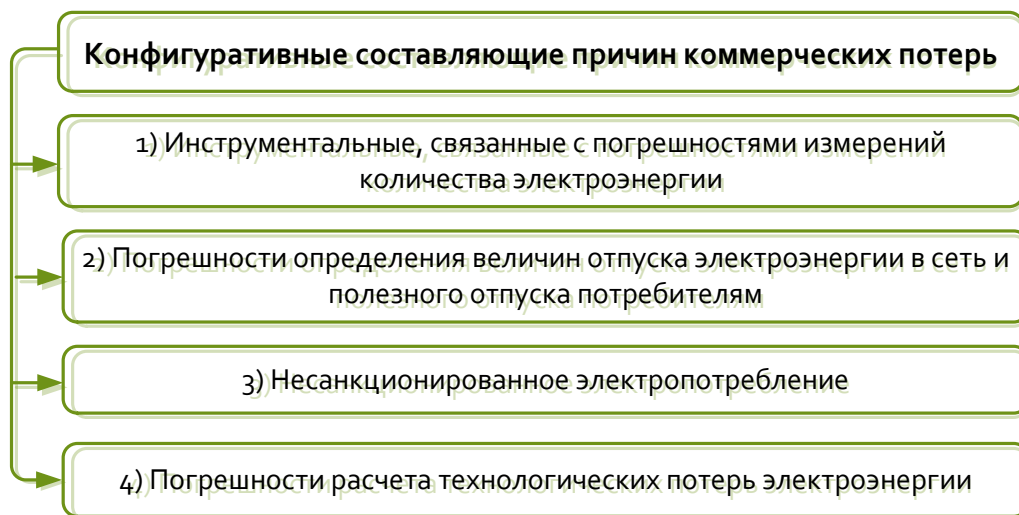 Конфигуративные составляющие причин коммерческих потерь
1) Инструментальные, связанные с погрешностями измерений
количества электроэнергии
2) Погрешности определения величин отпуска электроэнергии в сеть и
полезного отпуска потребителям
3) Несанкционированное электропотребление
4) Погрешности расчета технологических потерь электроэнергии